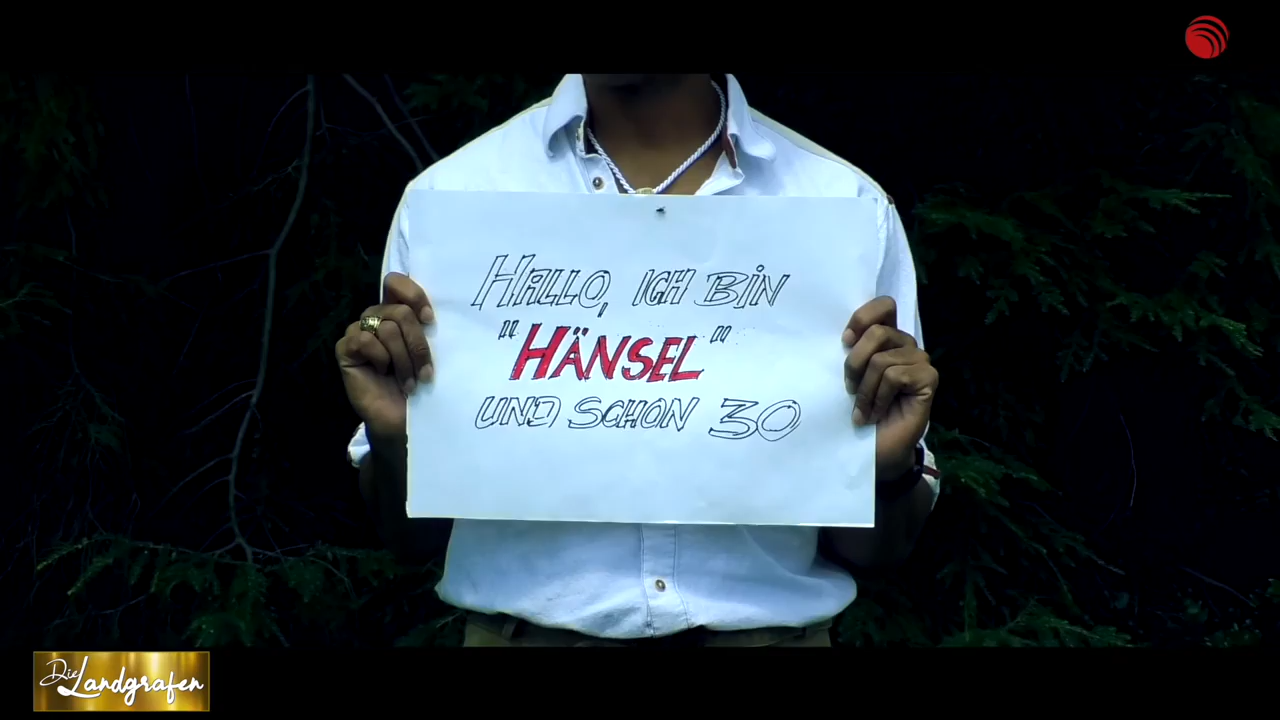 HALLO, ICH BIN
"HÄNSEL"
UND SCHON 30
Die Landgrafen